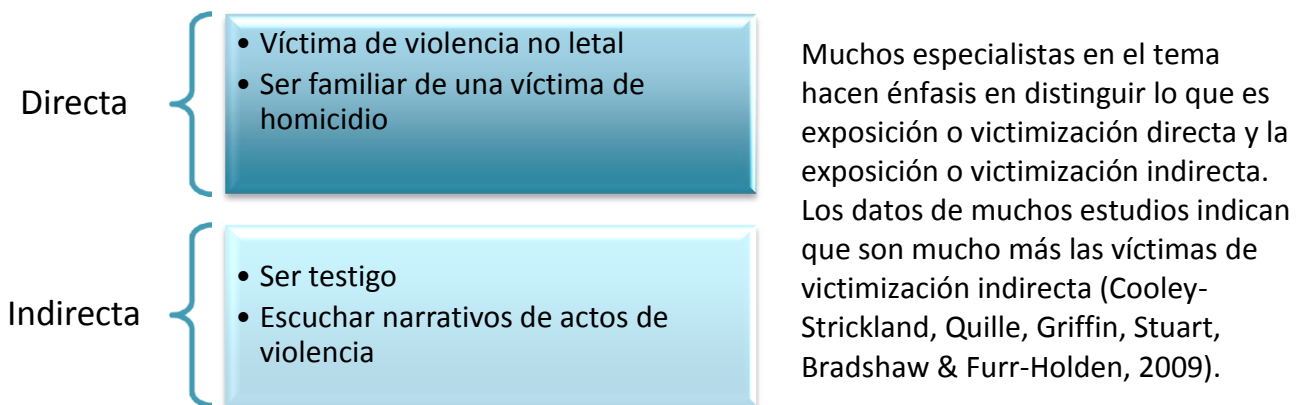 Directa
• Víctima de violencia no letal
• Ser familiar de una víctima de
homicidio
Indirecta
• Ser testigo
• Escuchar narrativos de actos de
violencia
Muchos especialistas en el tema
hacen énfasis en distinguir lo que es
exposición o victimización directa y la
exposición o victimización indirecta.
Los datos de muchos estudios indican
que son mucho más las víctimas de
victimización indirecta (Cooley-
Strickland, Quille, Griffin, Stuart,
Bradshaw & Furr-Holden, 2009).